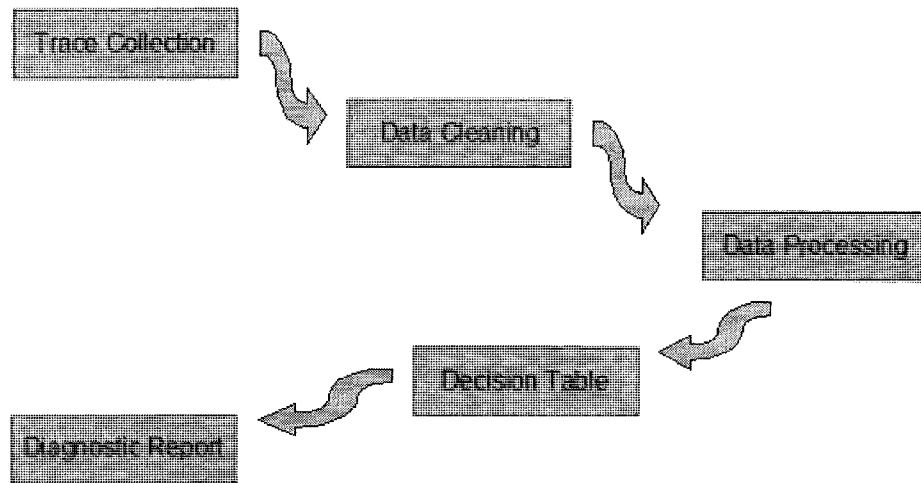 Trace Collection
Data Cleaning
Data Processing
Decision Table
Diagnostic Report